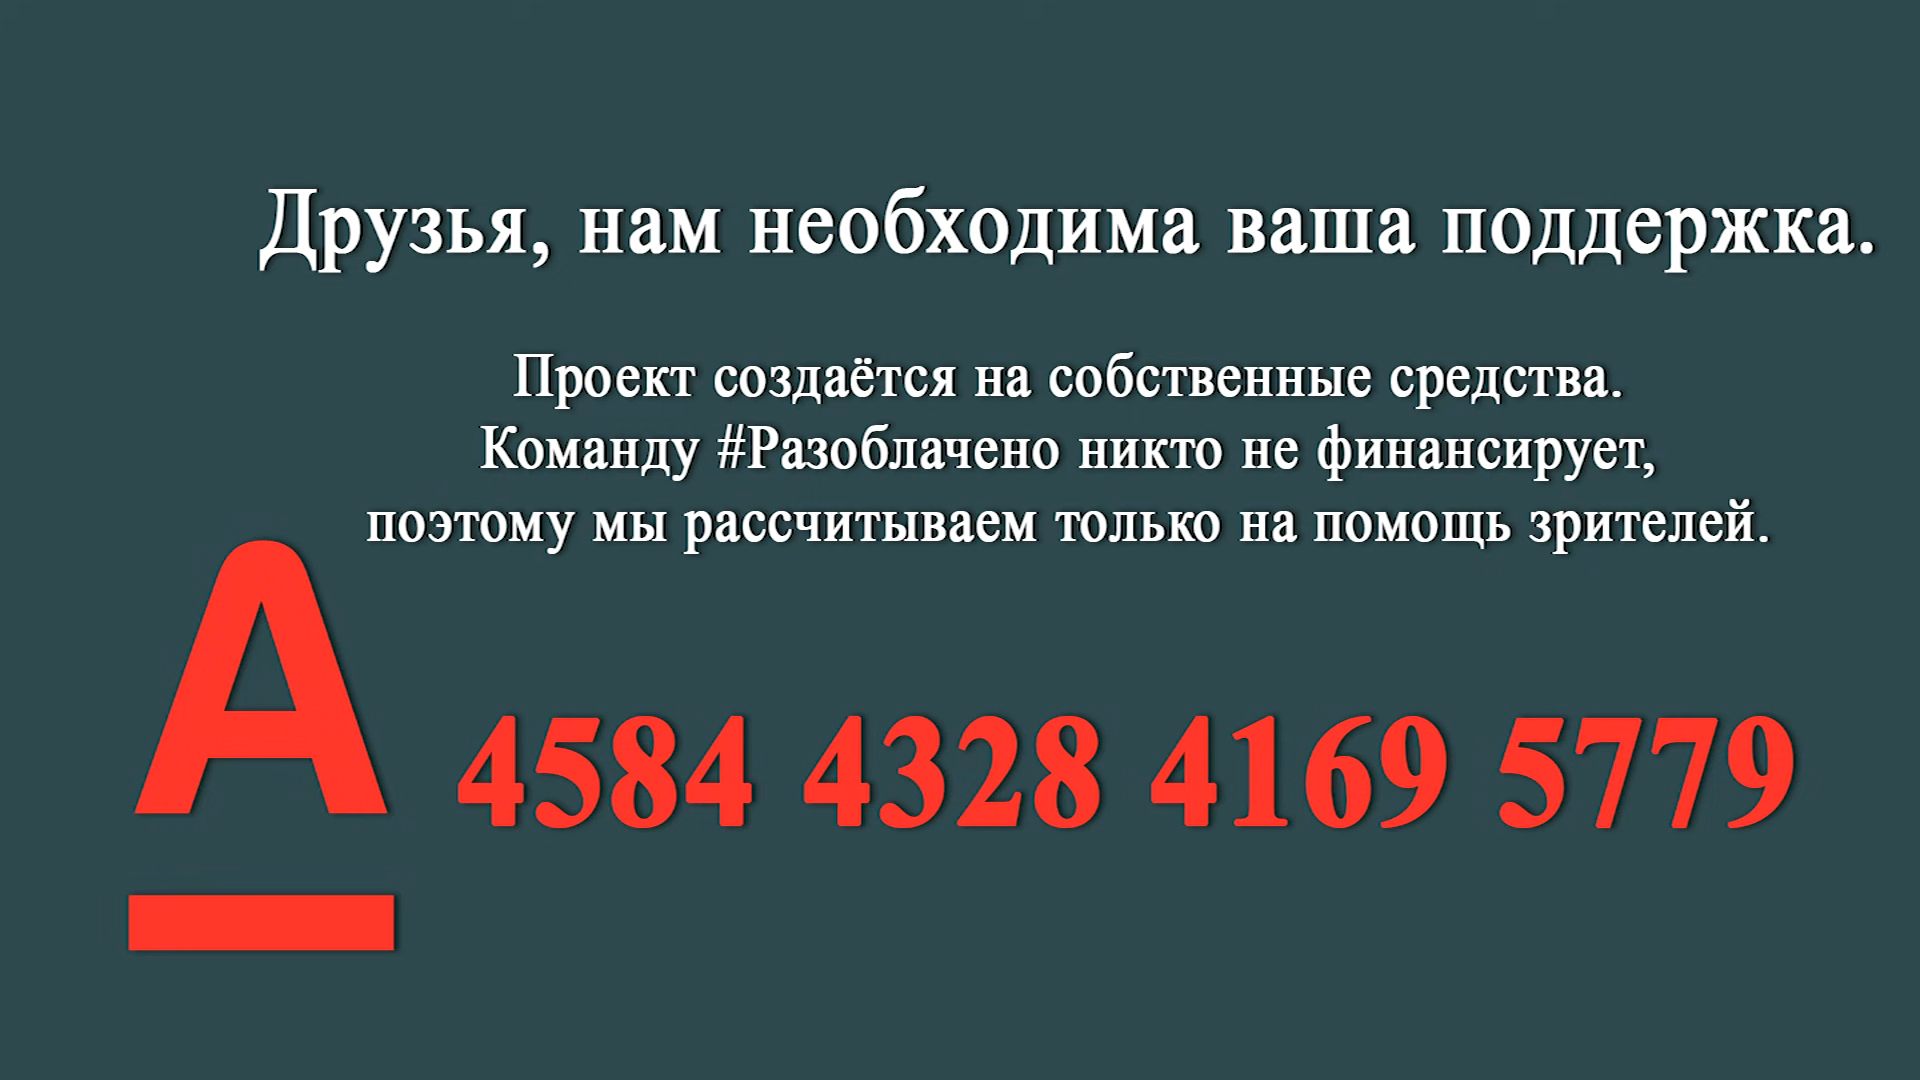 Друзья, нам необходима ваша поддержка.
Проект создаётся на собственные средства.
Команду #Разоблачено никто не финансирует,
поэтому мы рассчитываем только на помощь зрителей.
А
4584 4328 4169 5779